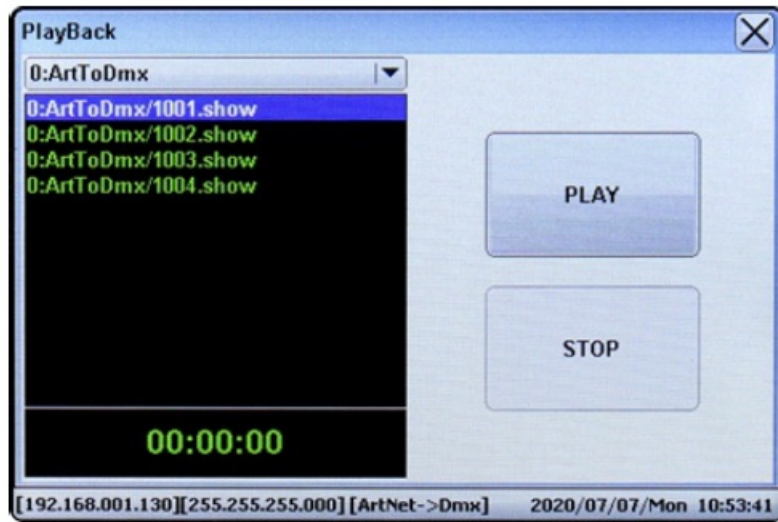 PlayBack
0:ArtToDmx
0:ArtToDmx/1001.show
0:ArtToDmx/1002.show
0:ArtToDmx/1003.show
0:ArtToDmx/1004.show
PLAY
STOP
00:00:00
[192.168.001.130][255.255.255.000] [ArtNet->Dmx] 2020/07/07/Mon 10:53:41